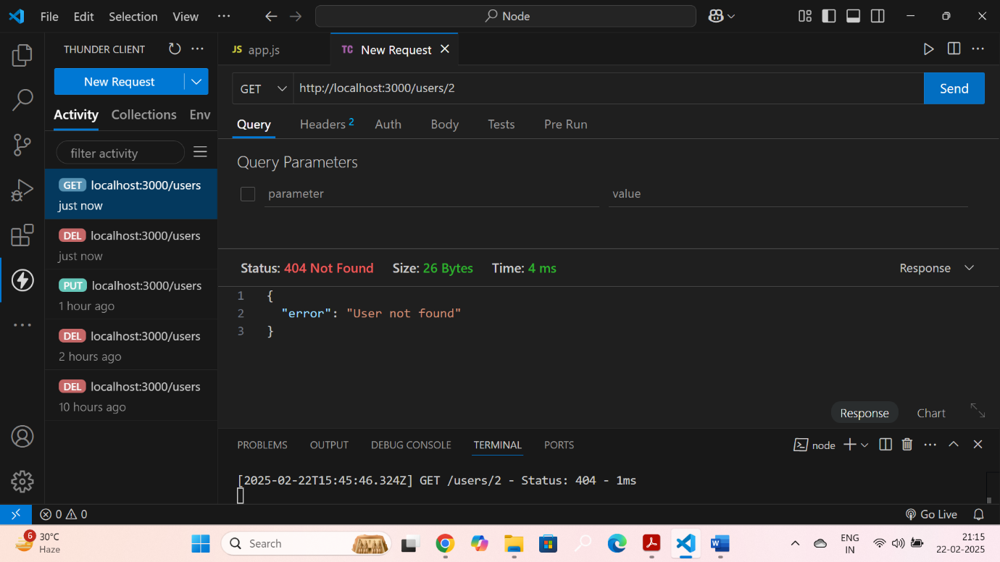 File Edit Selection View ··· Node
THUNDER CLIENT ···
JS app.js TC New Request
New Request
GET http://localhost:3000/users/2 Send
Activity Collections Env
Query Headers 2 Auth Body Tests Pre Run
filter activity
Query Parameters
parameter value
GET localhost:3000/users
just now
DEL localhost:3000/users
just now
PUT localhost:3000/users
1 hour ago
DEL localhost:3000/users
2 hours ago
DEL localhost:3000/users
10 hours ago
Status: 404 Not Found Size: 26 Bytes Time: 4 ms Response
1 {
2 "error": "User not found"
3 }
Response Chart
PROBLEMS OUTPUT DEBUG CONSOLE TERMINAL PORTS node
[2025-02-22T15:45:46.324Z] GET /users/2 - Status: 404 - 1ms
0 0 Go Live
6 30°C
Haze
Search
ENG
IN
21:15
22-02-2025